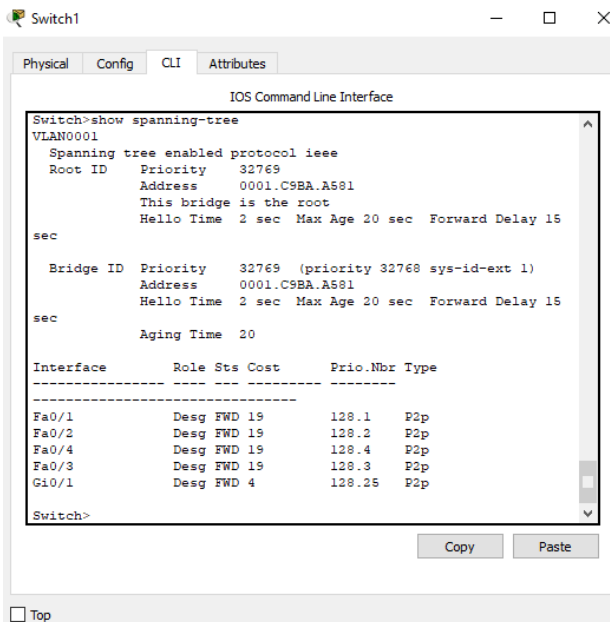 Switch1
Physical Config CLI Attributes
IOS Command Line Interface
Switch>show spanning-tree
VLAN0001
  Spanning tree enabled protocol ieee
  Root ID    Priority    32769
             Address     0001.C9BA.A581
             This bridge is the root
             Hello Time  2 sec  Max Age 20 sec  Forward Delay 15
sec

  Bridge ID  Priority    32769  (priority 32768 sys-id-ext 1)
             Address     0001.C9BA.A581
             Hello Time  2 sec  Max Age 20 sec  Forward Delay 15
sec
             Aging Time  20

Interface        Role Sts Cost      Prio.Nbr Type
---------------- ---- --- --------- --------
--------------------------------
Fa0/1            Desg FWD 19        128.1    P2p
Fa0/2            Desg FWD 19        128.2    P2p
Fa0/4            Desg FWD 19        128.4    P2p
Fa0/3            Desg FWD 19        128.3    P2p
Gi0/1            Desg FWD 4         128.25   P2p

Switch>
Copy Paste
Top